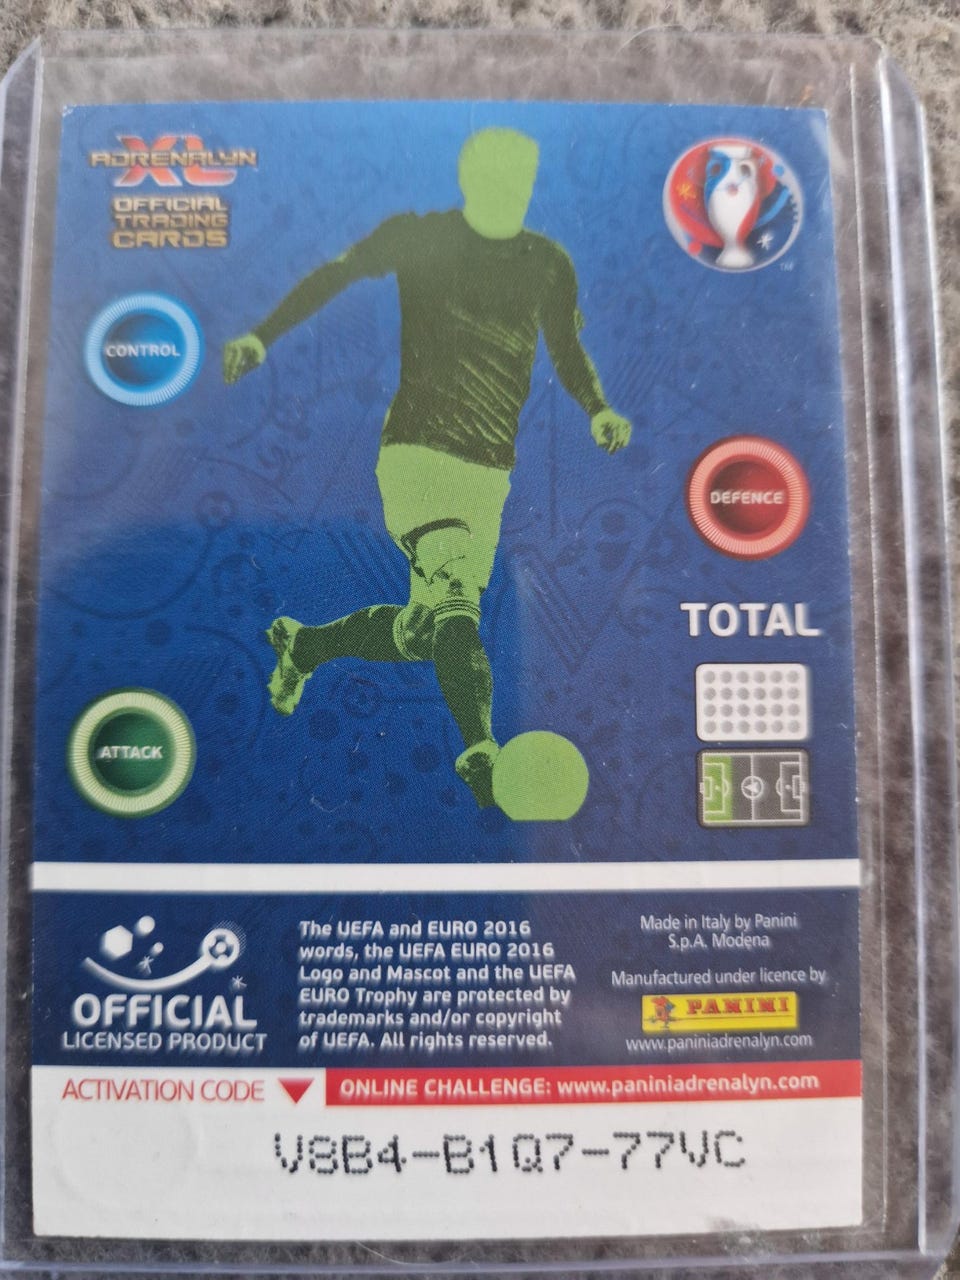 ADRENALYN
XL
OFFICIAL
TRADING
CARDS
TM
CONTROL
DEFENCE
TOTAL
ATTACK
OFFICIAL
LICENSED PRODUCT
The UEFA and EURO 2016
words, the UEFA EURO 2016
Logo and Mascot and the UEFA
EURO Trophy are protected by
trademarks and/or copyright
of UEFA. All rights reserved.
Made in Italy by Panini
S.p.A. Modena
Manufactured under licence by
PANINI
www.paniniadrenalyn.com
ACTIVATION CODE
ONLINE CHALLENGE: www.paniniadrenalyn.com
V8B4-B1Q7-77VC